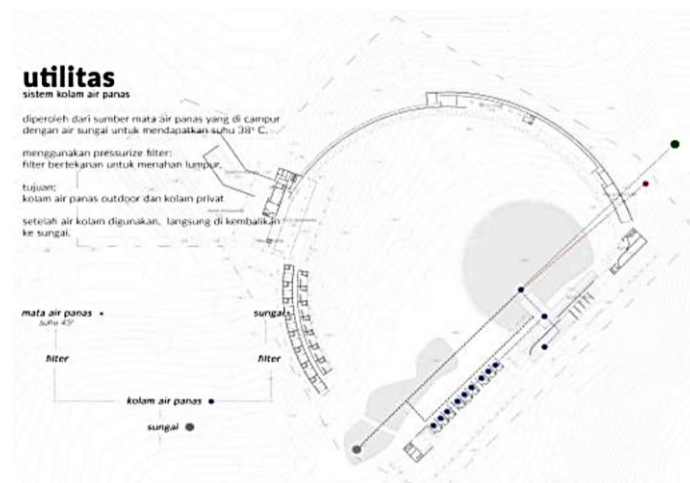 utilitas
sistem kolam air panas
diperoleh dari sumber mata air panas yang di campur
dengan air sungai untuk mendapatkan suhu 38° C.
menggunakan pressurize filter:
filter bertekanan untuk menahan lumpur.
tujuan:
kolam air panas outdoor dan kolam privat
setelah air kolam digunakan, langsung di kembalikan
ke sungai.
mata air panas
suhu 45°
sungai
filter
filter
kolam air panas
sungai